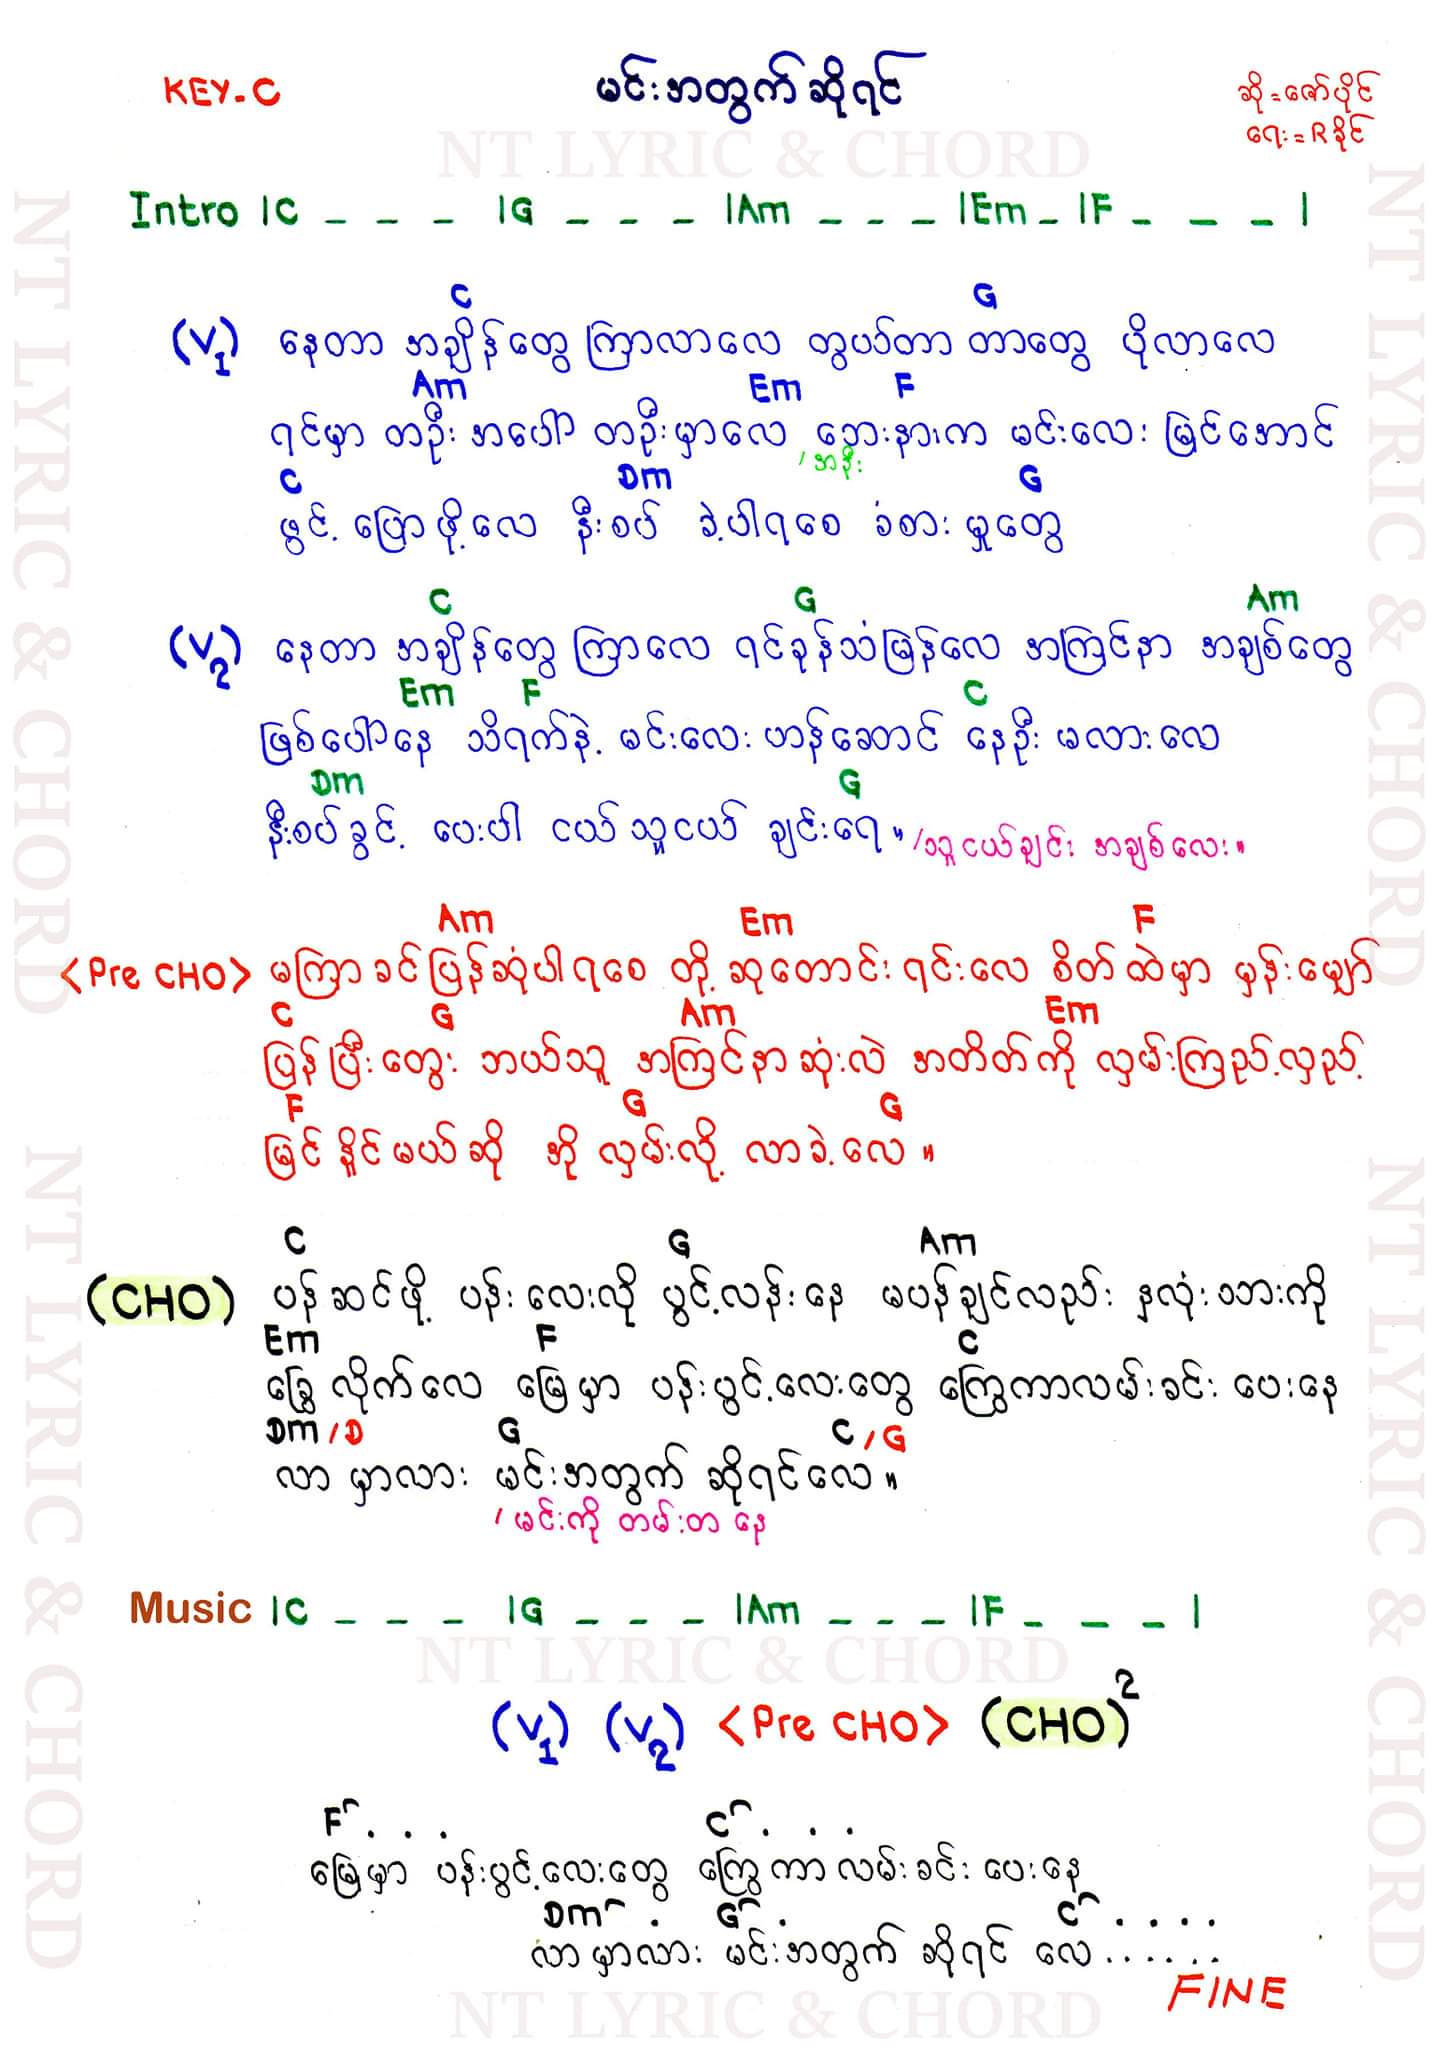 KEY-C
မင်းအတွက်ဆိုရင်
ဆို = ဇော်ပိုင်
ရေး = R ခိုင်
NT LYRIC & CHORD
Intro |C _ _ _ |G _ _ _ |Am _ _ _ |Em _ |F _ _ _ |
C G
(V1) နေတာ အချိန်တွေ ကြာလာလေ တွယ်တာ တာတွေ ပိုလာလေ
Am Em F
ရင်မှာ တဦး အပေါ် တဦးမှာလေ ဘေးနားက မင်းလေး မြင်အောင်
/အနီး
C Dm G
ဖွင့် ပြောဖို့လေ နီးစပ် ခဲ့ပါရစေ ခံစား မှုတွေ
C G Am
(V2) နေတာ အချိန်တွေ ကြာလေ ရင်ခုန်သံမြန်လေ အကြင်နာ အချစ်တွေ
Em F C
ဖြစ်ပေါ်နေ သိရက်နဲ့ မင်းလေး ဟန်ဆောင် နေဦး မလားလေ
Dm G
နီးစပ်ခွင့် ပေးပါ ငယ်သူငယ် ချင်းရေ။ /သူငယ်ချင်း အချစ်လေး။
Am Em F
<Pre CHO> မကြာခင်ပြန်ဆုံပါရစေ တို့ ဆုတောင်းရင်းလေ စိတ်ထဲမှာ မှန်းမျှော်
C G Am Em
ပြန်ပြီးတွေး ဘယ်သူ အကြင်နာဆုံးလဲ အတိတ်ကို လှမ်းကြည့်လှည့်
F G G
မြင်နိူင်မယ်ဆို အို လှမ်းလို့ လာခဲ့လေ။
C G Am
(CHO) ပန်ဆင်ဖို့ ပန်းလေးလို ပွင့်လန်းနေ မပန်ချင်လည်း နှလုံးသားကို
Em F C
ခြွေလိုက်လေ မြေမှာ ပန်းပွင့်လေးတွေ ကြွေကာလမ်းခင်းပေးနေ
Dm /D G C /G
လာမှာလား မင်းအတွက် ဆိုရင်လေ။
/မင်းကို တမ်းတ နေ
Music |C _ _ _ |G _ _ _ |Am _ _ _ |F _ _ _ |
NT LYRIC & CHORD
(V1) (V2) <Pre CHO> (CHO)2
F . . . C . . .
မြေမှာ ပန်းပွင့်လေးတွေ ကြွေကာလမ်းခင်းပေးနေ
Dm . G . C . . . .
လာမှာလား မင်းအတွက် ဆိုရင် လေ......
FINE
NT LYRIC & CHORD
NT LYRIC & CHORD
NT LYRIC & CHORD
NT LYRIC & CHORD
NT LYRIC & CHORD